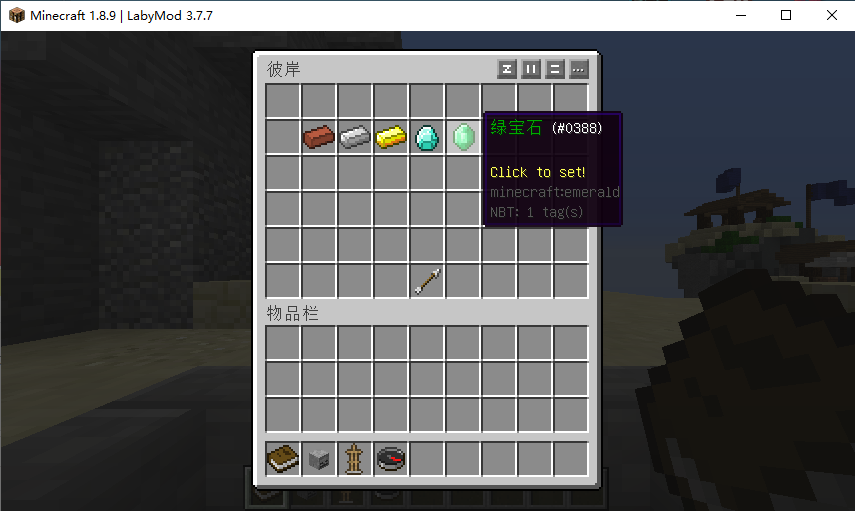 Minecraft 1.8.9 | LabyMod 3.7.7
彼岸
绿宝石 (#0388)
Click to set!
minecraft:emerald
NBT: 1 tag(s)
物品栏